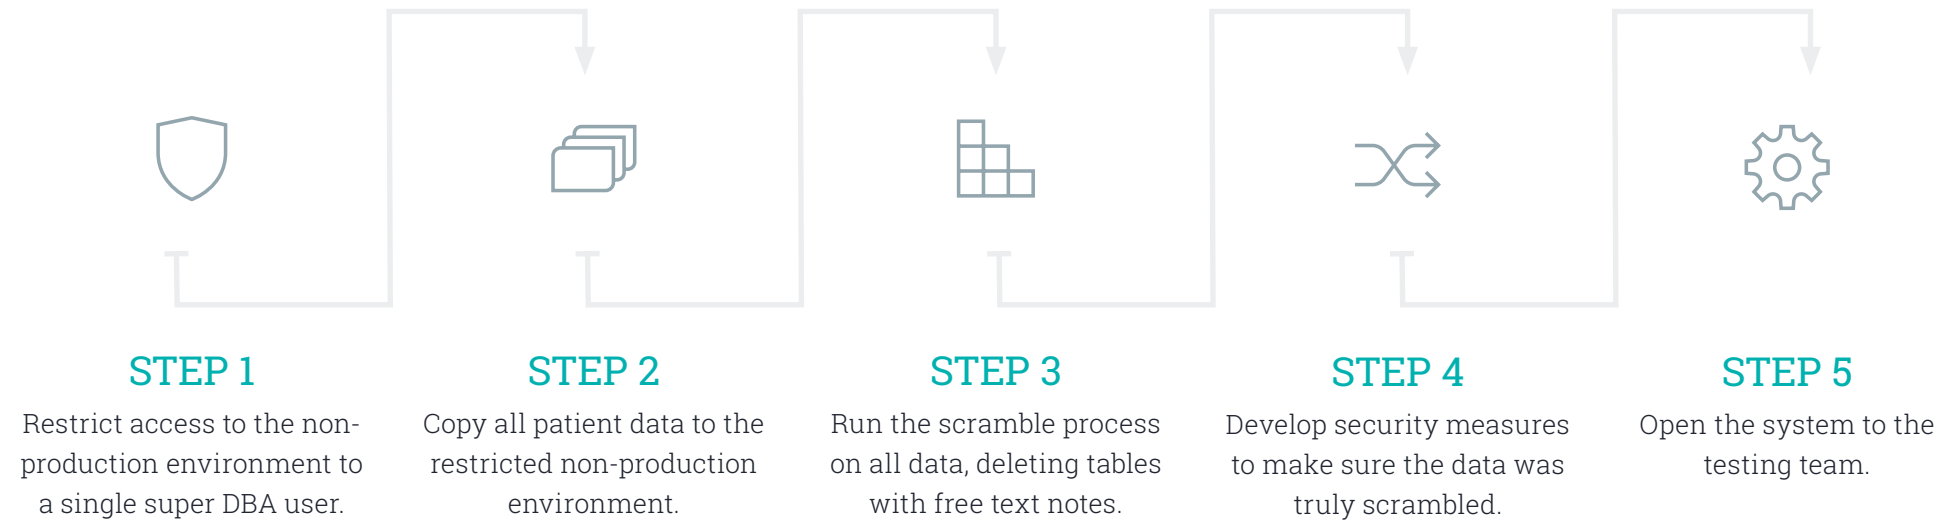 STEP 1
Restrict access to the non-
production environment to
a single super DBA user.
STEP 2
Copy all patient data to the
restricted non-production
environment.
STEP 3
Run the scramble process
on all data, deleting tables
with free text notes.
STEP 4
Develop security measures
to make sure the data was
truly scrambled.
STEP 5
Open the system to the
testing team.